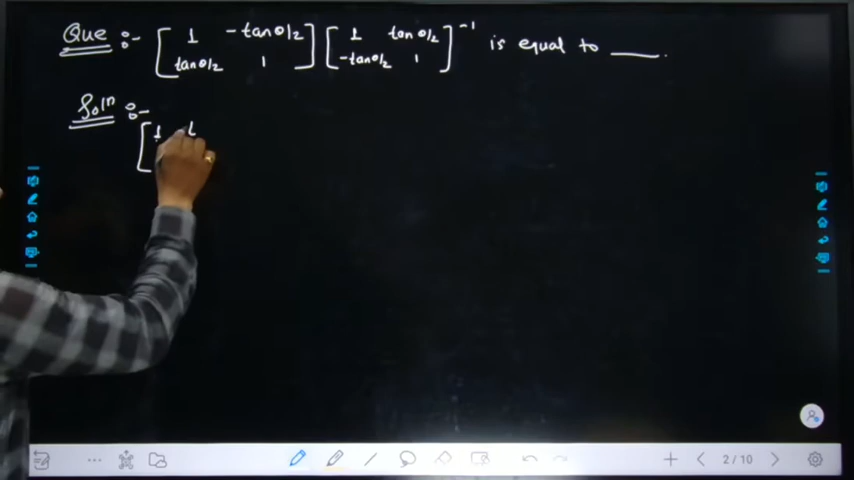 Que :- [ 1 -tanθ/2 ] [ 1 tanθ/2 ]⁻¹ is equal to ____.
[ tanθ/2 1 ] [ -tanθ/2 1 ]
Soln :-
[ 1
2/10